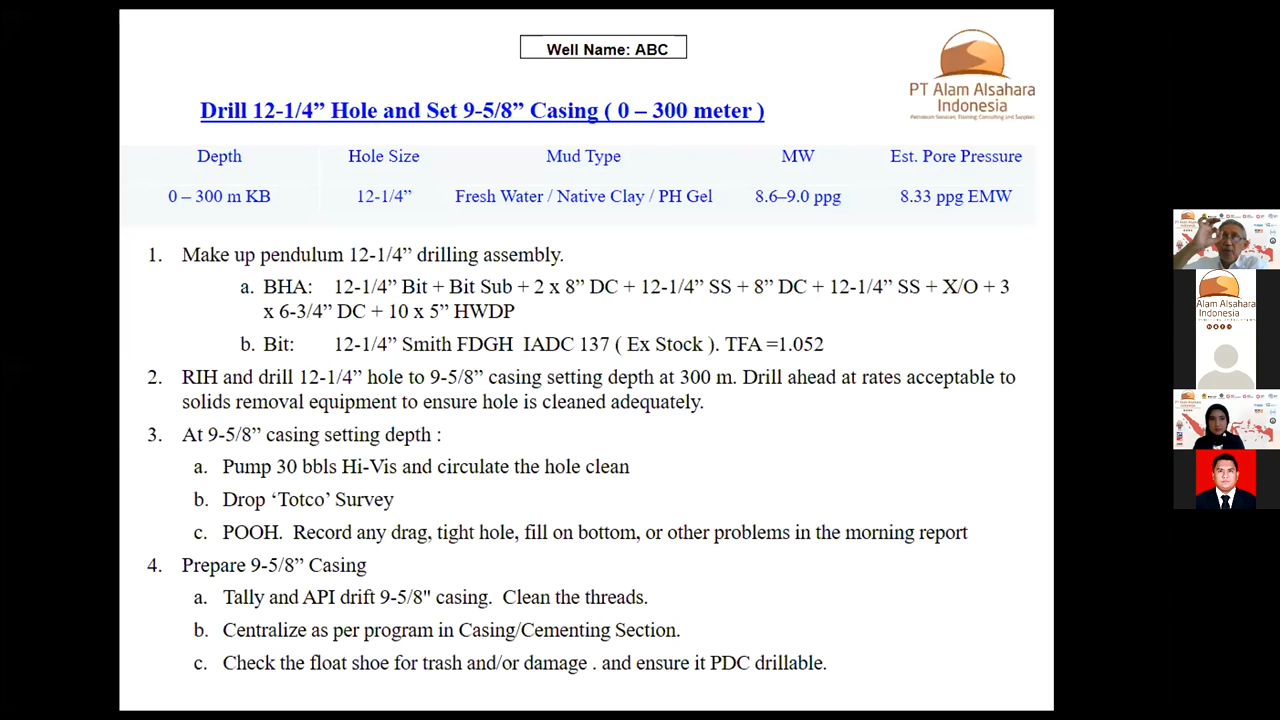 Well Name: ABC
PT Alam Alsahara
Indonesia
Petroleum Services, Training, Consulting and Supplies
Drill 12-1/4” Hole and Set 9-5/8” Casing ( 0 – 300 meter )
Depth Hole Size Mud Type MW Est. Pore Pressure
0 – 300 m KB 12-1/4” Fresh Water / Native Clay / PH Gel 8.6–9.0 ppg 8.33 ppg EMW
1. Make up pendulum 12-1/4” drilling assembly.
a. BHA: 12-1/4” Bit + Bit Sub + 2 x 8” DC + 12-1/4” SS + 8” DC + 12-1/4” SS + X/O + 3
x 6-3/4” DC + 10 x 5” HWDP
b. Bit: 12-1/4” Smith FDGH IADC 137 ( Ex Stock ). TFA =1.052
2. RIH and drill 12-1/4” hole to 9-5/8” casing setting depth at 300 m. Drill ahead at rates acceptable to
solids removal equipment to ensure hole is cleaned adequately.
3. At 9-5/8” casing setting depth :
a. Pump 30 bbls Hi-Vis and circulate the hole clean
b. Drop ‘Totco’ Survey
c. POOH. Record any drag, tight hole, fill on bottom, or other problems in the morning report
4. Prepare 9-5/8” Casing
a. Tally and API drift 9-5/8" casing. Clean the threads.
b. Centralize as per program in Casing/Cementing Section.
c. Check the float shoe for trash and/or damage . and ensure it PDC drillable.
Alam Alsahara
Indonesia